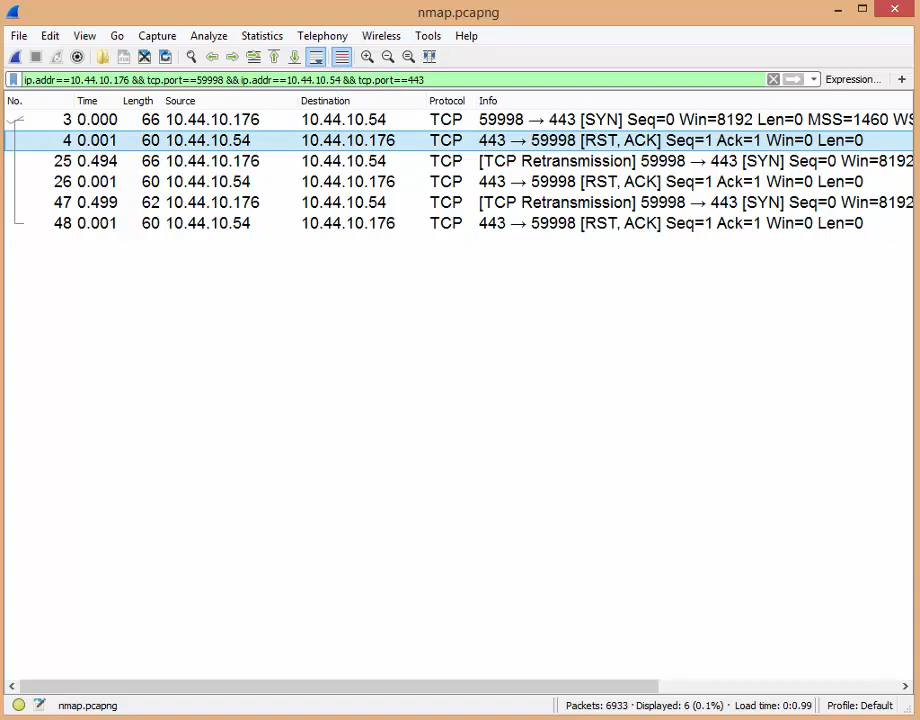 nmap.pcapng
File Edit View Go Capture Analyze Statistics Telephony Wireless Tools Help
ip.addr==10.44.10.176 && tcp.port==59998 && ip.addr==10.44.10.54 && tcp.port==443 Expression... +
No. Time Length Source Destination Protocol Info
3 0.000 66 10.44.10.176 10.44.10.54 TCP 59998 → 443 [SYN] Seq=0 Win=8192 Len=0 MSS=1460 WS
4 0.001 60 10.44.10.54 10.44.10.176 TCP 443 → 59998 [RST, ACK] Seq=1 Ack=1 Win=0 Len=0
25 0.494 66 10.44.10.176 10.44.10.54 TCP [TCP Retransmission] 59998 → 443 [SYN] Seq=0 Win=8192
26 0.001 60 10.44.10.54 10.44.10.176 TCP 443 → 59998 [RST, ACK] Seq=1 Ack=1 Win=0 Len=0
47 0.499 62 10.44.10.176 10.44.10.54 TCP [TCP Retransmission] 59998 → 443 [SYN] Seq=0 Win=8192
48 0.001 60 10.44.10.54 10.44.10.176 TCP 443 → 59998 [RST, ACK] Seq=1 Ack=1 Win=0 Len=0
nmap.pcapng Packets: 6933 · Displayed: 6 (0.1%) · Load time: 0:0.99 Profile: Default